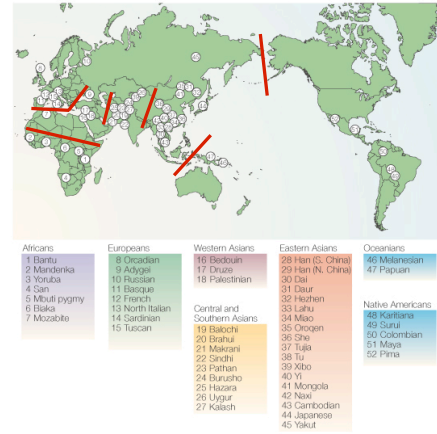 Africans
1 Bantu
2 Mandenka
3 Yoruba
4 San
5 Mbuti pygmy
6 Biaka
7 Mozabite
Europeans
8 Orcadian
9 Adygei
10 Russian
11 Basque
12 French
13 North Italian
14 Sardinian
15 Tuscan
Western Asians
16 Bedouin
17 Druze
18 Palestinian
Central and
Southern Asians
19 Balochi
20 Brahui
21 Makrani
22 Sindhi
23 Pathan
24 Burusho
25 Hazara
26 Uygur
27 Kalash
Eastern Asians
28 Han (S. China)
29 Han (N. China)
30 Dai
31 Daur
32 Hezhen
33 Lahu
34 Miao
35 Oroqen
36 She
37 Tujia
38 Tu
39 Xibo
40 Yi
41 Mongola
42 Naxi
43 Cambodian
44 Japanese
45 Yakut
Oceanians
46 Melanesian
47 Papuan
Native Americans
48 Karitiana
49 Surui
50 Colombian
51 Maya
52 Pima